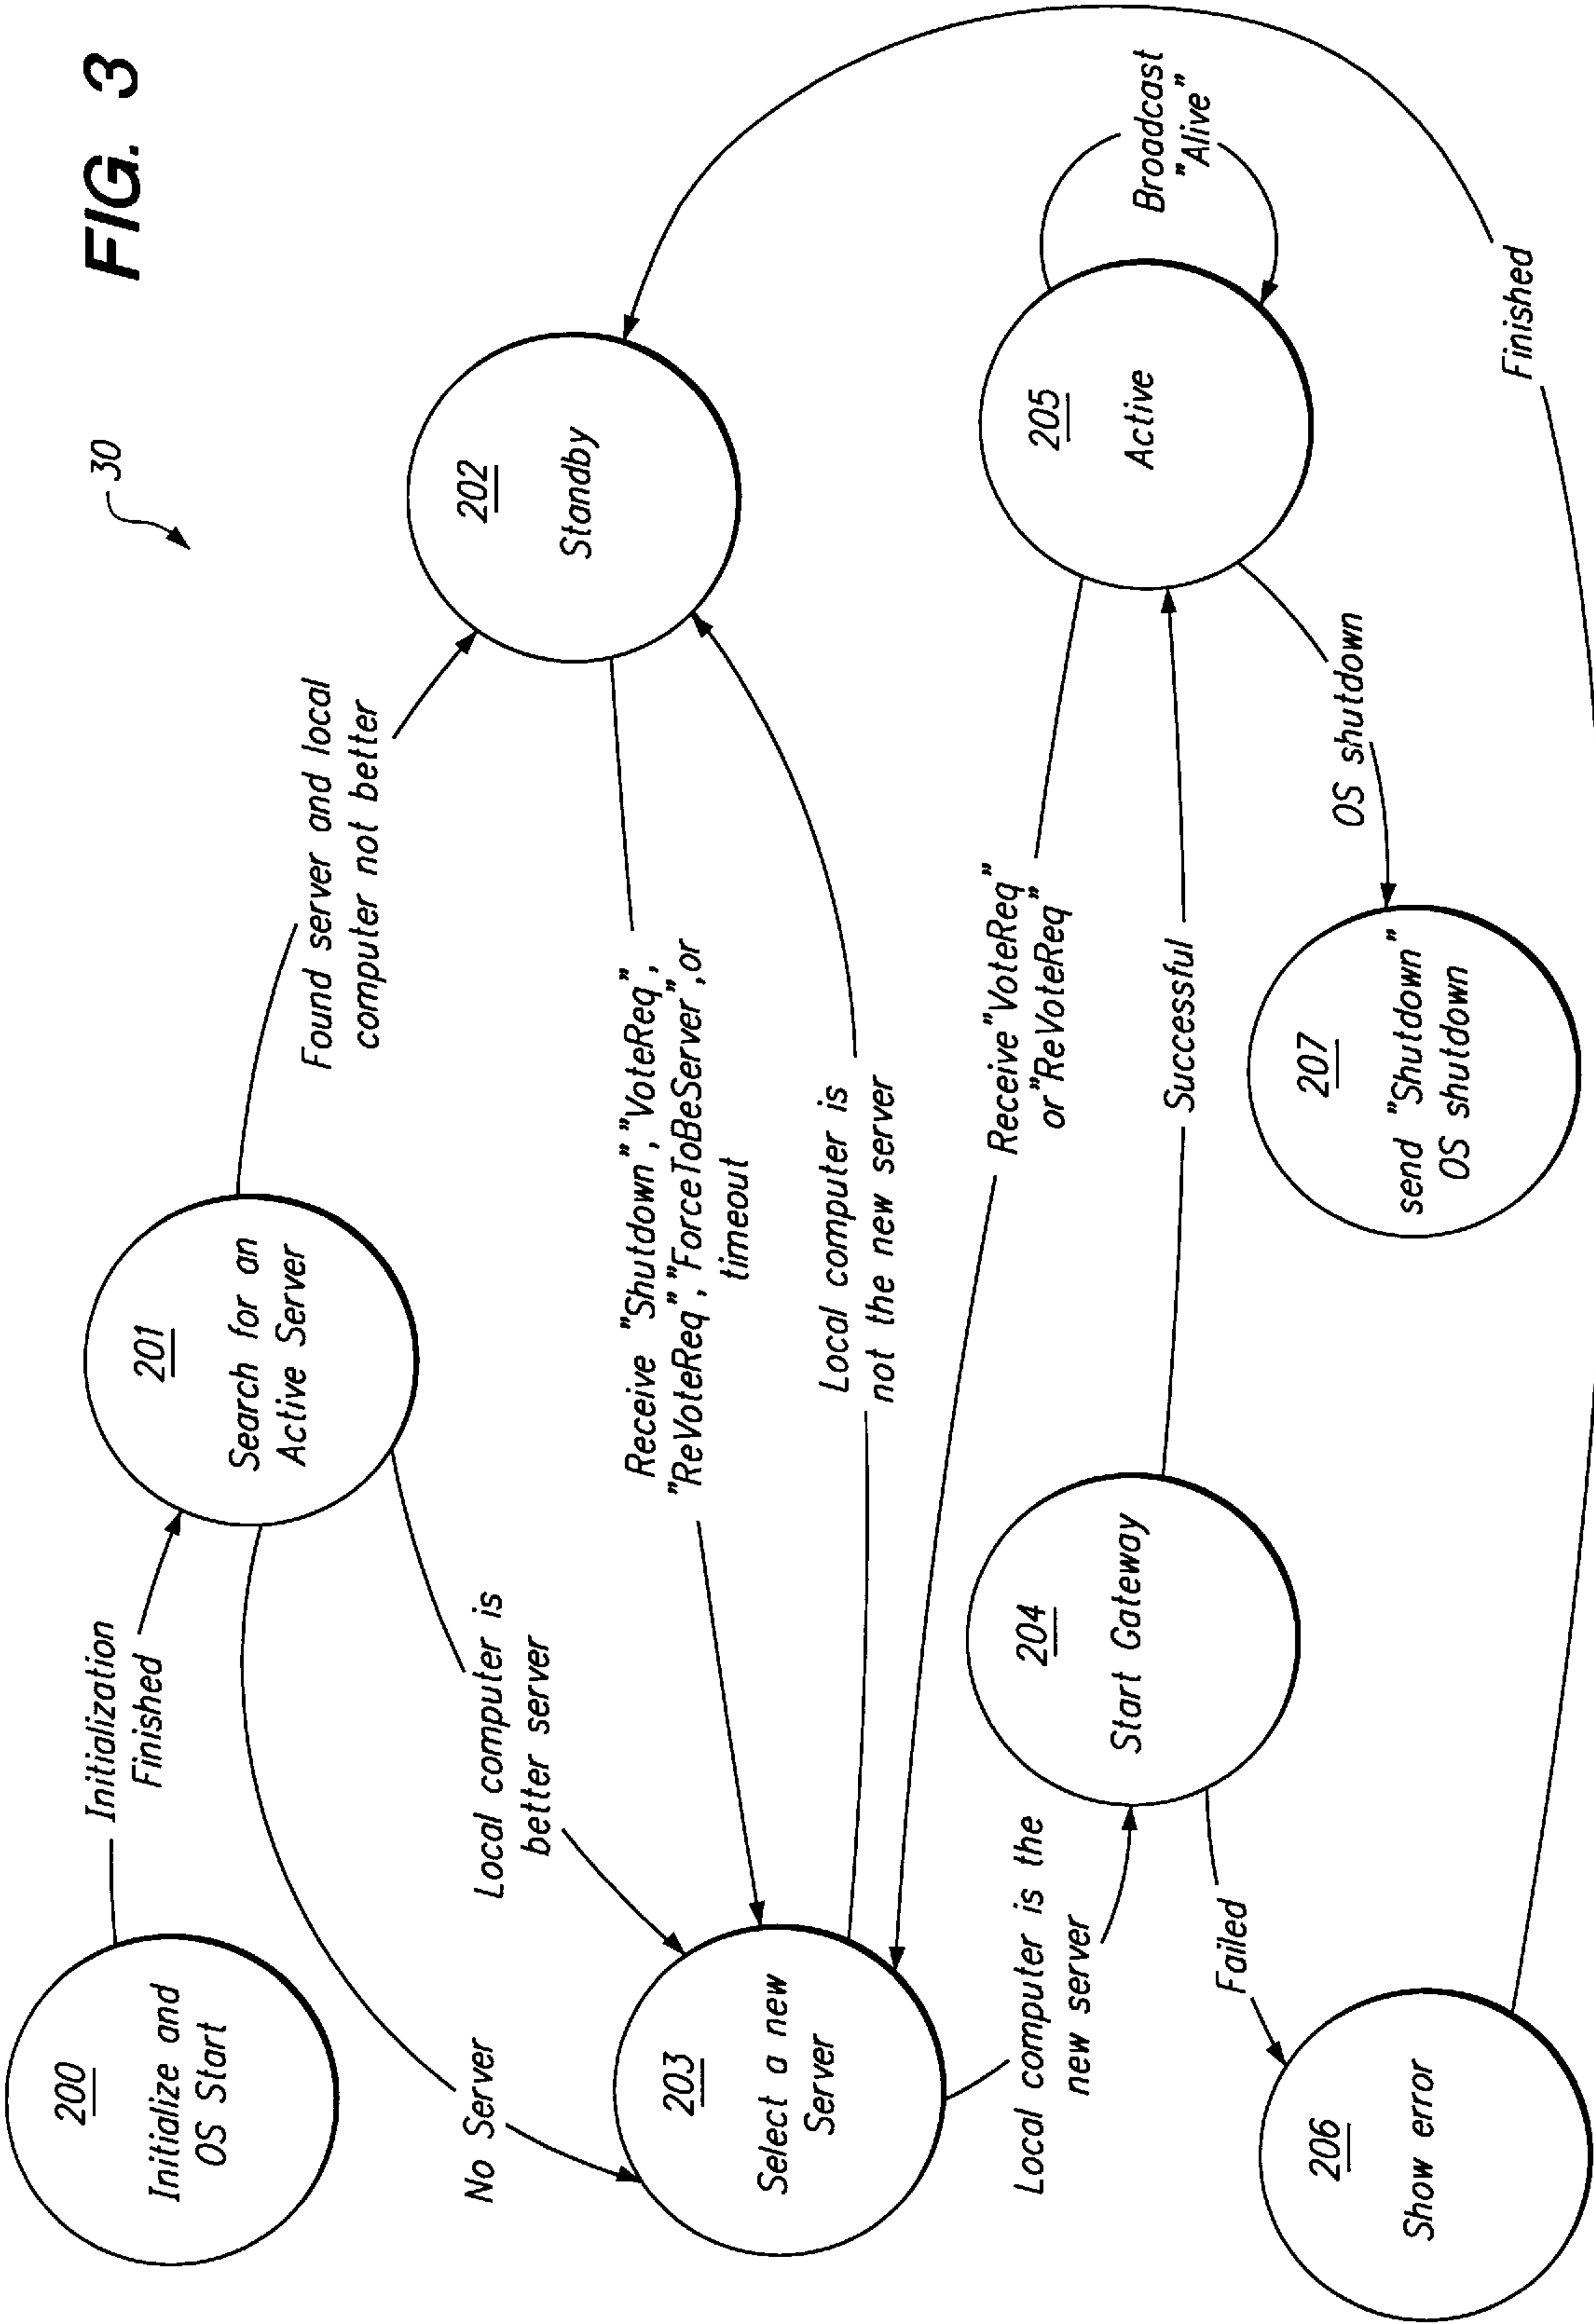 FIG. 3
30
200
Initialize and
OS Start
Initialization
Finished
201
Search for an
Active Server
Found server and local
computer not better
202
Standby
No Server
Local computer is
better server
Receive "Shutdown","VoteReq",
"ReVoteReq","ForceToBeServer",or
timeout
Local computer is
not the new server
203
Select a new
Server
Receive"VoteReq"
or"ReVoteReq"
Local computer is the
new server
204
Start Gateway
Successful
205
Active
Broadcast
"Alive"
OS shutdown
207
send "Shutdown"
OS shutdown
Failed
206
Show error
Finished